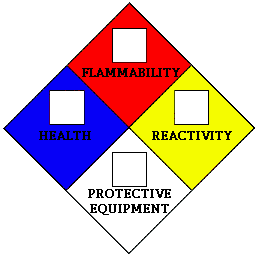 FLAMMABILITY
HEALTH
REACTIVITY
PROTECTIVE
EQUIPMENT